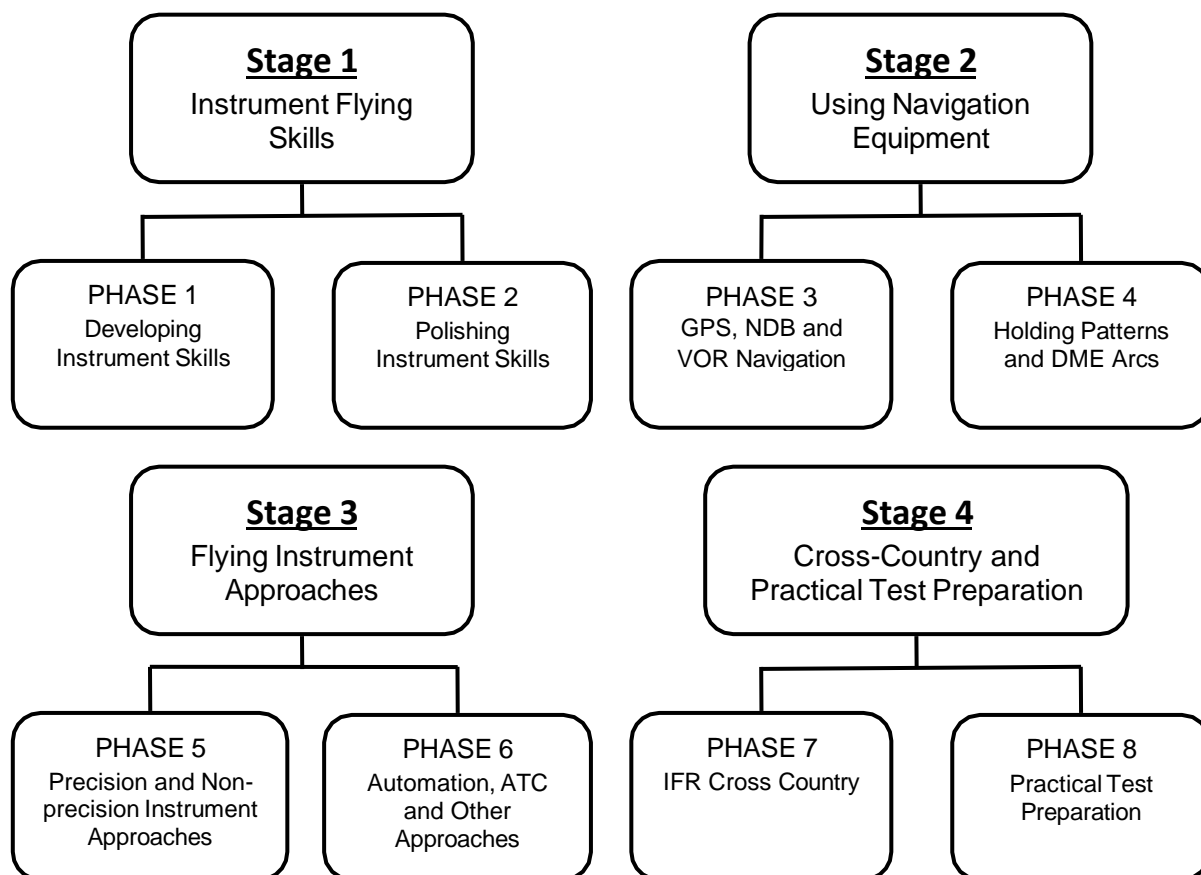 Stage 1
Instrument Flying
Skills
Stage 2
Using Navigation
Equipment
PHASE 1
Developing
Instrument Skills
PHASE 2
Polishing
Instrument Skills
PHASE 3
GPS, NDB and
VOR Navigation
PHASE 4
Holding Patterns
and DME Arcs
Stage 3
Flying Instrument
Approaches
Stage 4
Cross-Country and
Practical Test Preparation
PHASE 5
Precision and Non-
precision Instrument
Approaches
PHASE 6
Automation, ATC
and Other
Approaches
PHASE 7
IFR Cross Country
PHASE 8
Practical Test
Preparation